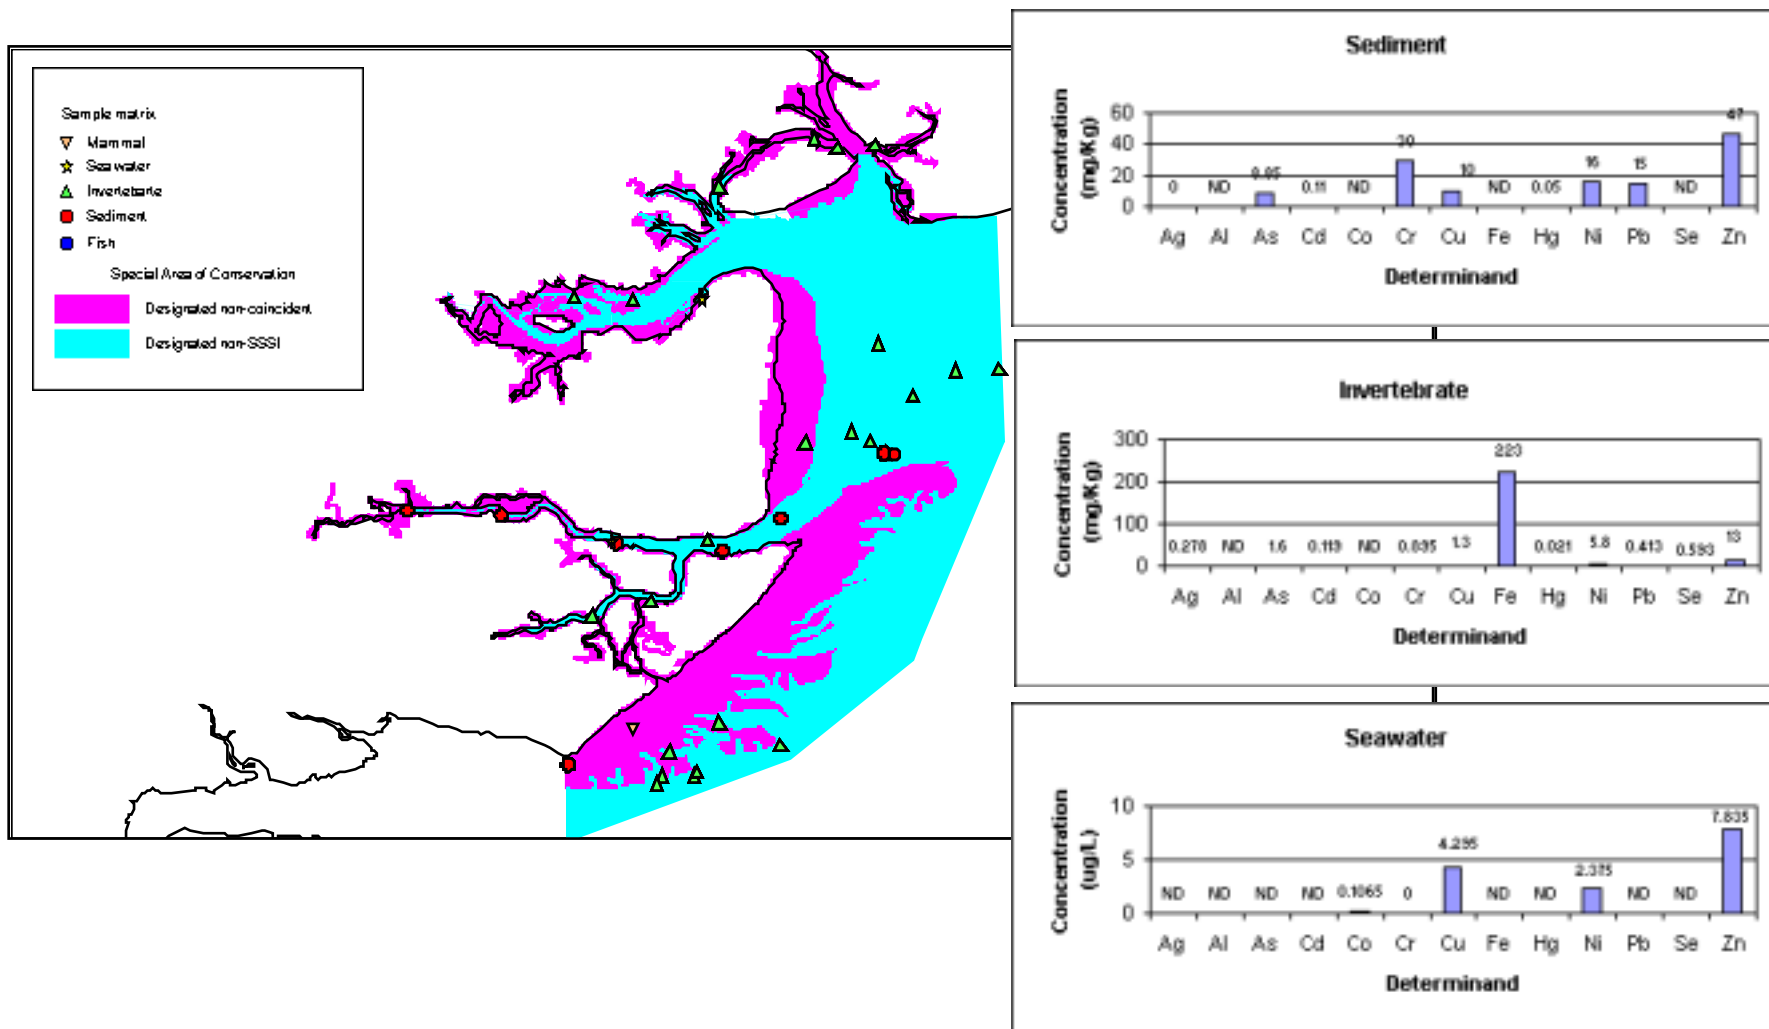 Sample matrix
Mammal
Seawater
Invertebarte
Sediment
Fish
Special Area of Conservation
Designated non-coincident
Designated non-SSSI
Sediment
Concentration
(mg/Kg)
60
40
20
0
0 ND 8.85 0.11 ND 30 10 ND 0.05 16 15 ND 47
Ag Al As Cd Co Cr Cu Fe Hg Ni Pb Se Zn
Determinand
Invertebrate
Concentration
(mg/Kg)
300
200
100
0
0.278 ND 1.6 0.119 ND 0.895 1.3 223 0.021 5.8 0.413 0.593 13
Ag Al As Cd Co Cr Cu Fe Hg Ni Pb Se Zn
Determinand
Seawater
Concentration
(ug/L)
10
5
0
ND ND ND ND 0.1065 0 4.295 ND ND 2.375 ND ND 7.835
Ag Al As Cd Co Cr Cu Fe Hg Ni Pb Se Zn
Determinand